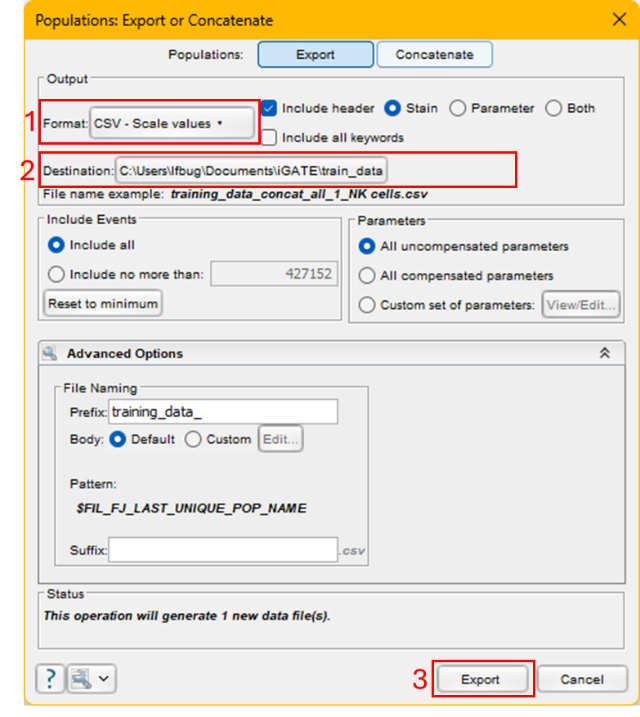 Populations: Export or Concatenate
Populations: Export Concatenate
Output
1 Format: CSV - Scale values Include header Stain Parameter Both
Include all keywords
2 Destination: C:\Users\lfbug\Documents\iGATE\train_data
File name example: training_data_concat_all_1_NK cells.csv
Include Events
Include all
Include no more than: 427152
Reset to minimum
Parameters
All uncompensated parameters
All compensated parameters
Custom set of parameters: View/Edit...
Advanced Options
File Naming
Prefix: training_data_
Body: Default Custom Edit...
Pattern:
$FIL_FJ_LAST_UNIQUE_POP_NAME
Suffix: .csv
Status
This operation will generate 1 new data file(s).
? 3 Export Cancel